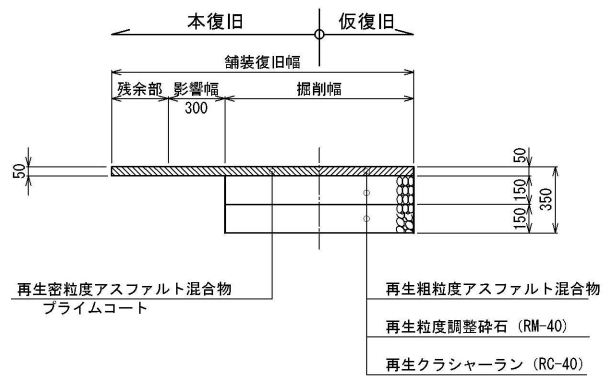 本復旧
仮復旧
舗装復旧幅
残余部
影響幅
掘削幅
300
50
50
150
150
350
再生密粒度アスファルト混合物
プライムコート
再生粗粒度アスファルト混合物
再生粒度調整砕石（RM-40）
再生クラシャーラン（RC-40）